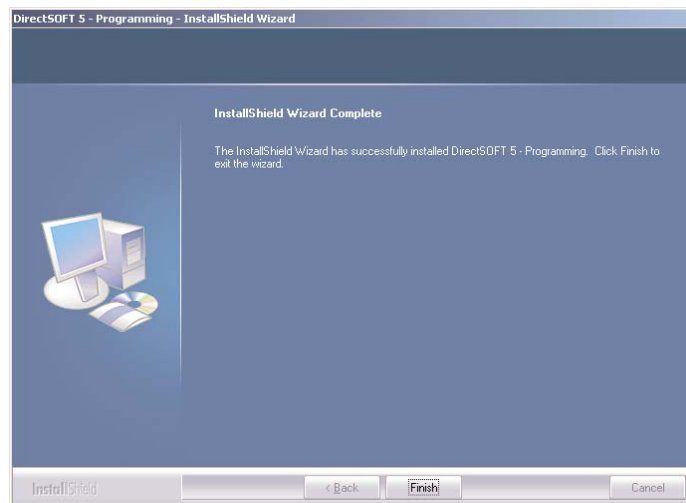 DirectSOFT 5 - Programming - InstallShield Wizard
InstallShield Wizard Complete
The InstallShield Wizard has successfully installed DirectSOFT 5 - Programming. Click Finish to
exit the wizard.
InstallShield
< Back
Finish
Cancel